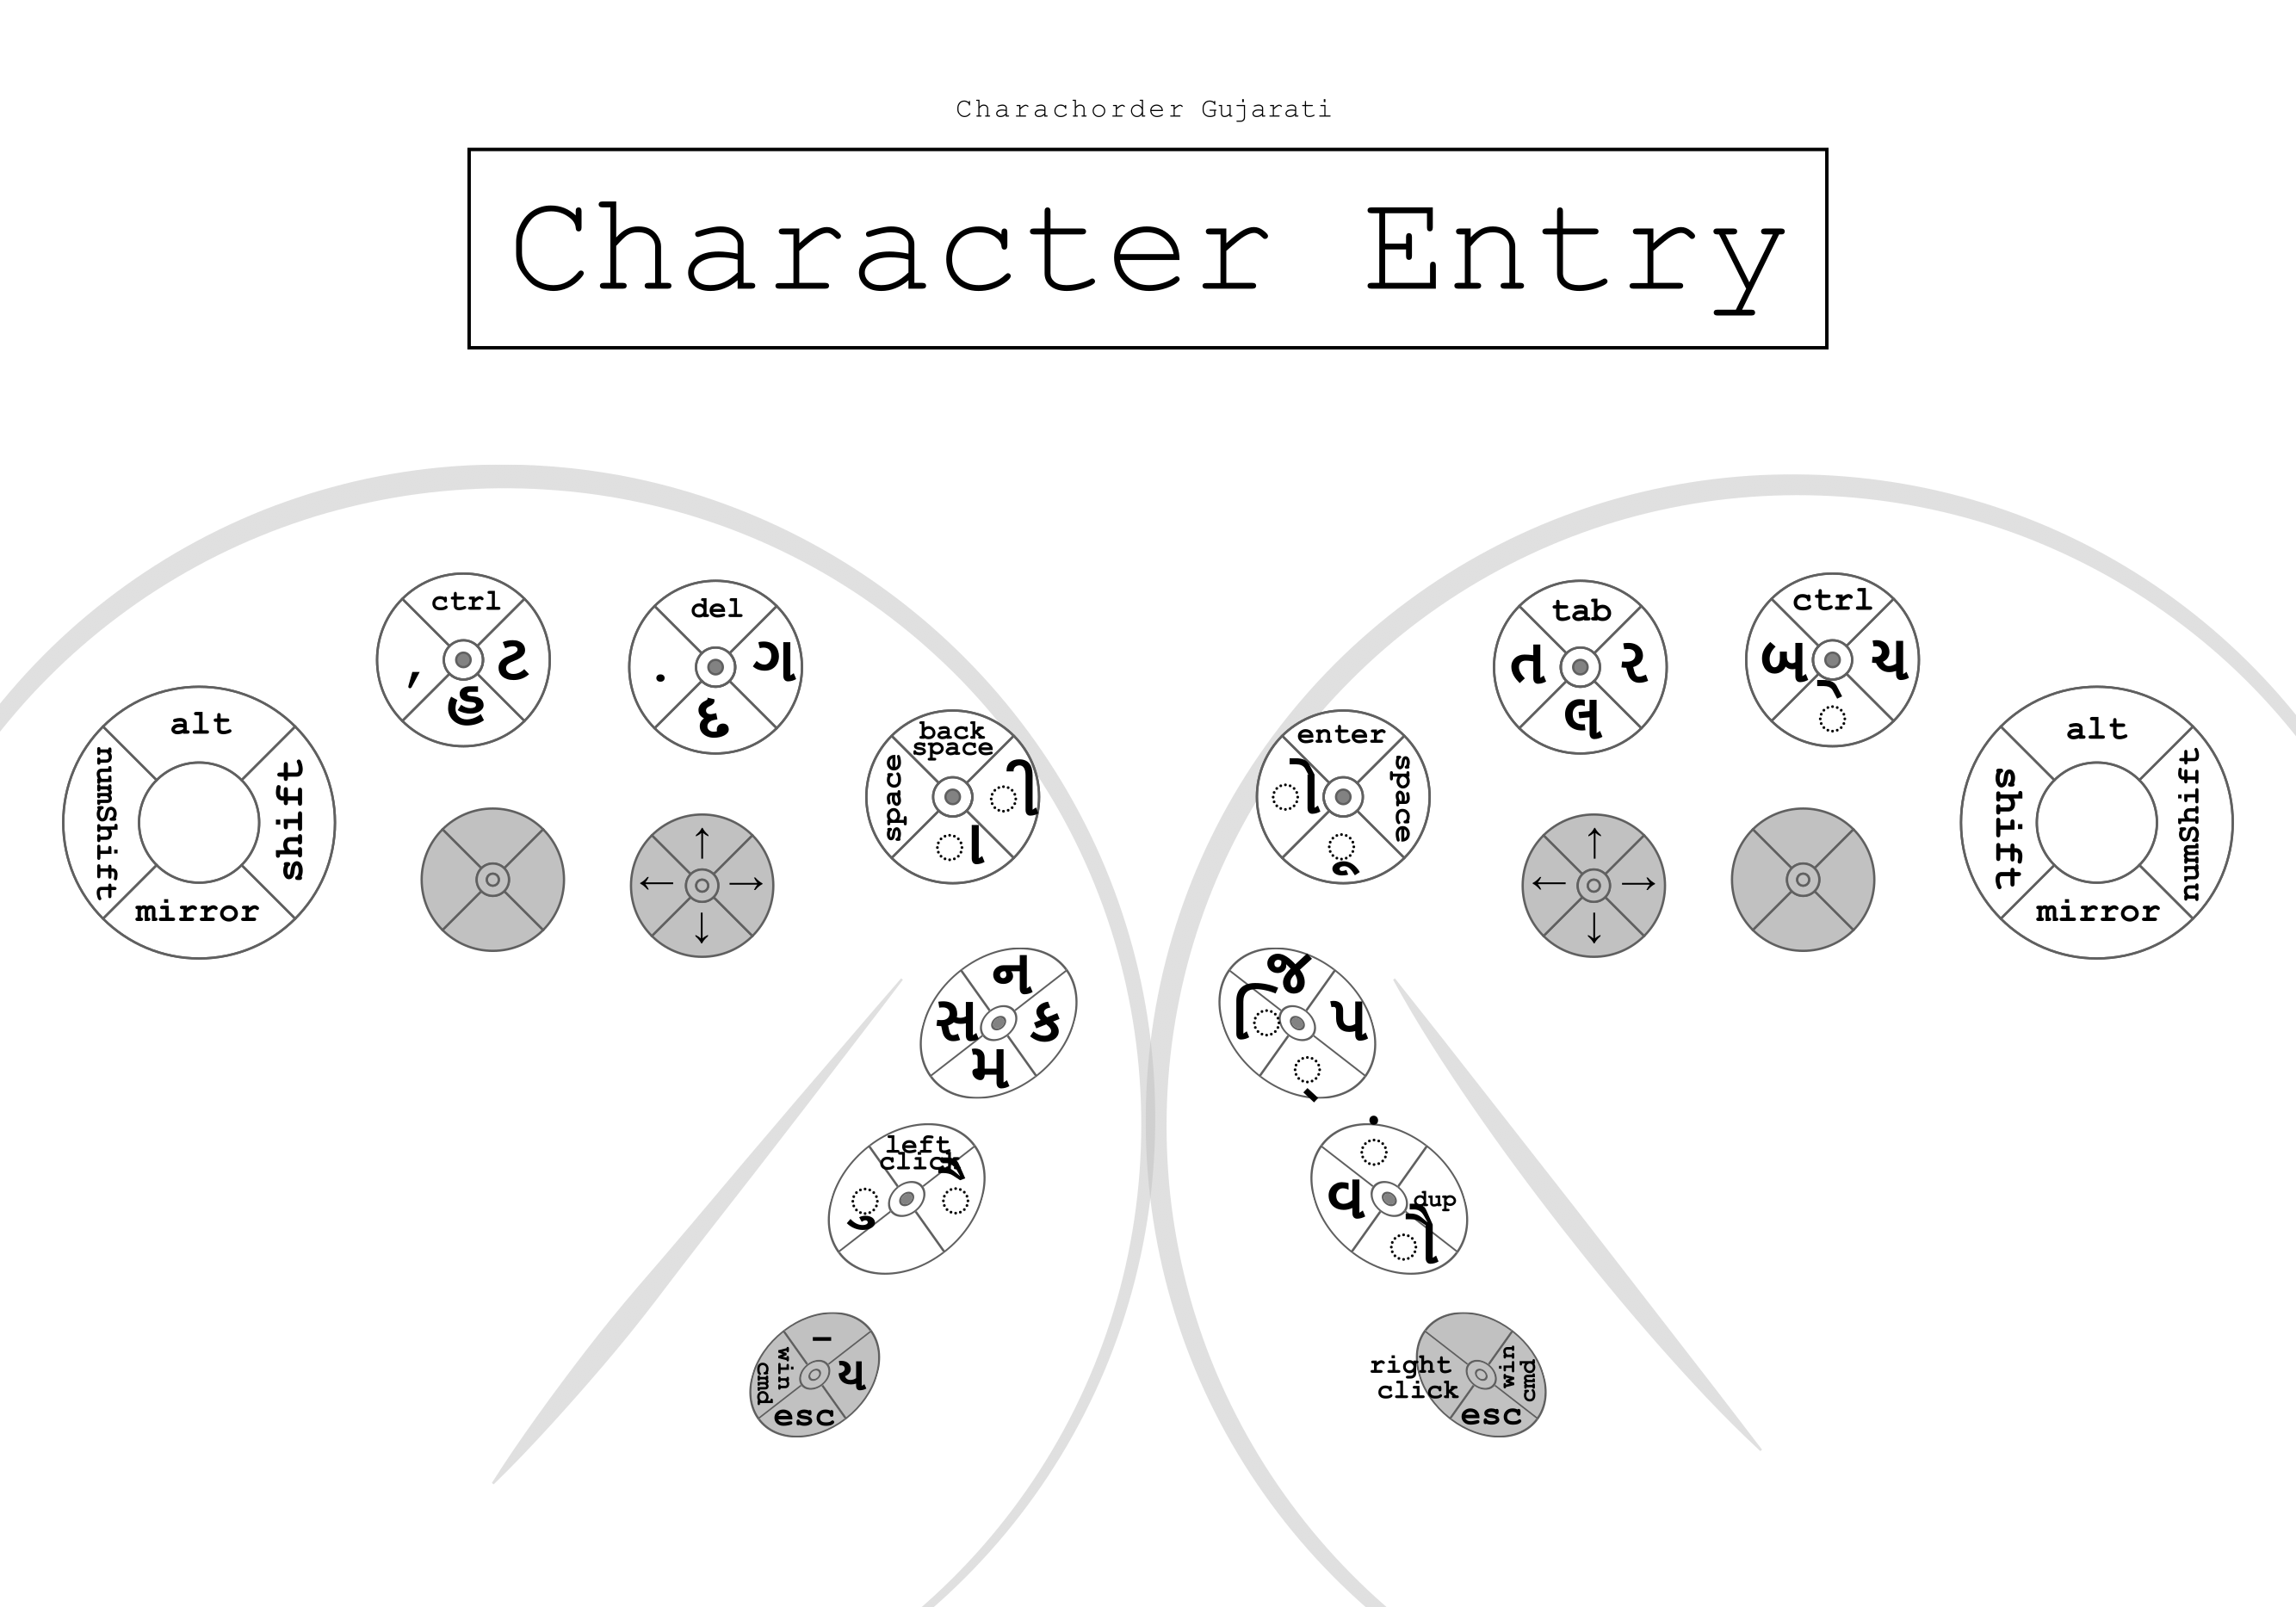 Charachorder Gujarati
Character Entry
alt
numShift
shift
mirror
ctrl
,
ટ
હ
del
.
ગ
દ
back
space
space
◌ી
◌ા
↑
← →
↓
ન
સ
ક
મ
left
click
◌ુ
◌ૈ
-
win
cmd
ય
esc
enter
◌ો
space
◌ૂ
tab
ત
ર
લ
ctrl
બ
ચ
◌ે
alt
shift
numShift
mirror
↑
← →
↓
જ
◌િ
પ
◌્
◌ં
વ
dup
◌ૌ
right
click
win
cmd
esc